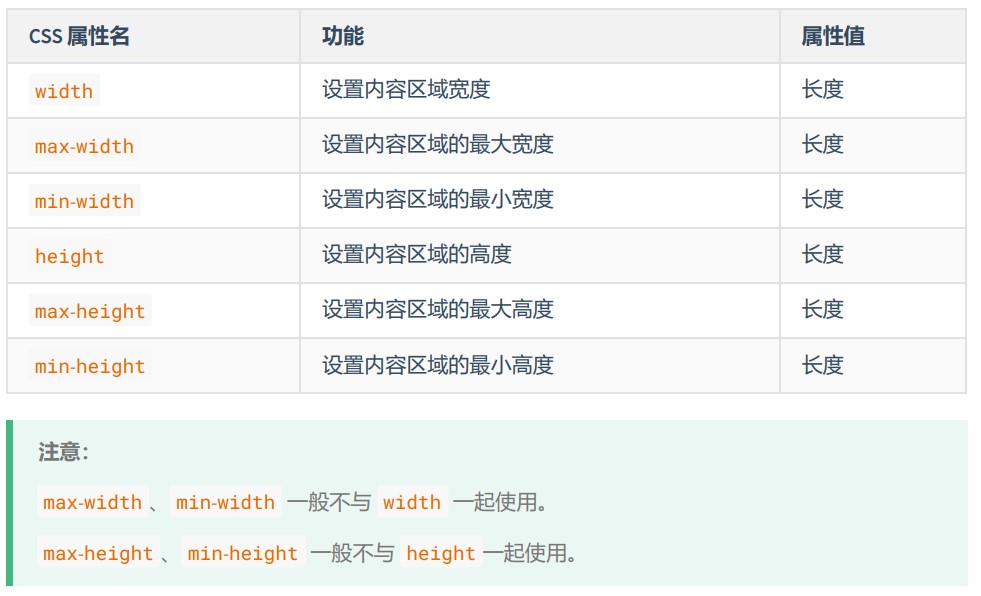 CSS 属性名 功能 属性值
width 设置内容区域宽度 长度
max-width 设置内容区域的最大宽度 长度
min-width 设置内容区域的最小宽度 长度
height 设置内容区域的高度 长度
max-height 设置内容区域的最大高度 长度
min-height 设置内容区域的最小高度 长度
注意：
max-width 、 min-width 一般不与 width 一起使用。
max-height 、 min-height 一般不与 height 一起使用。